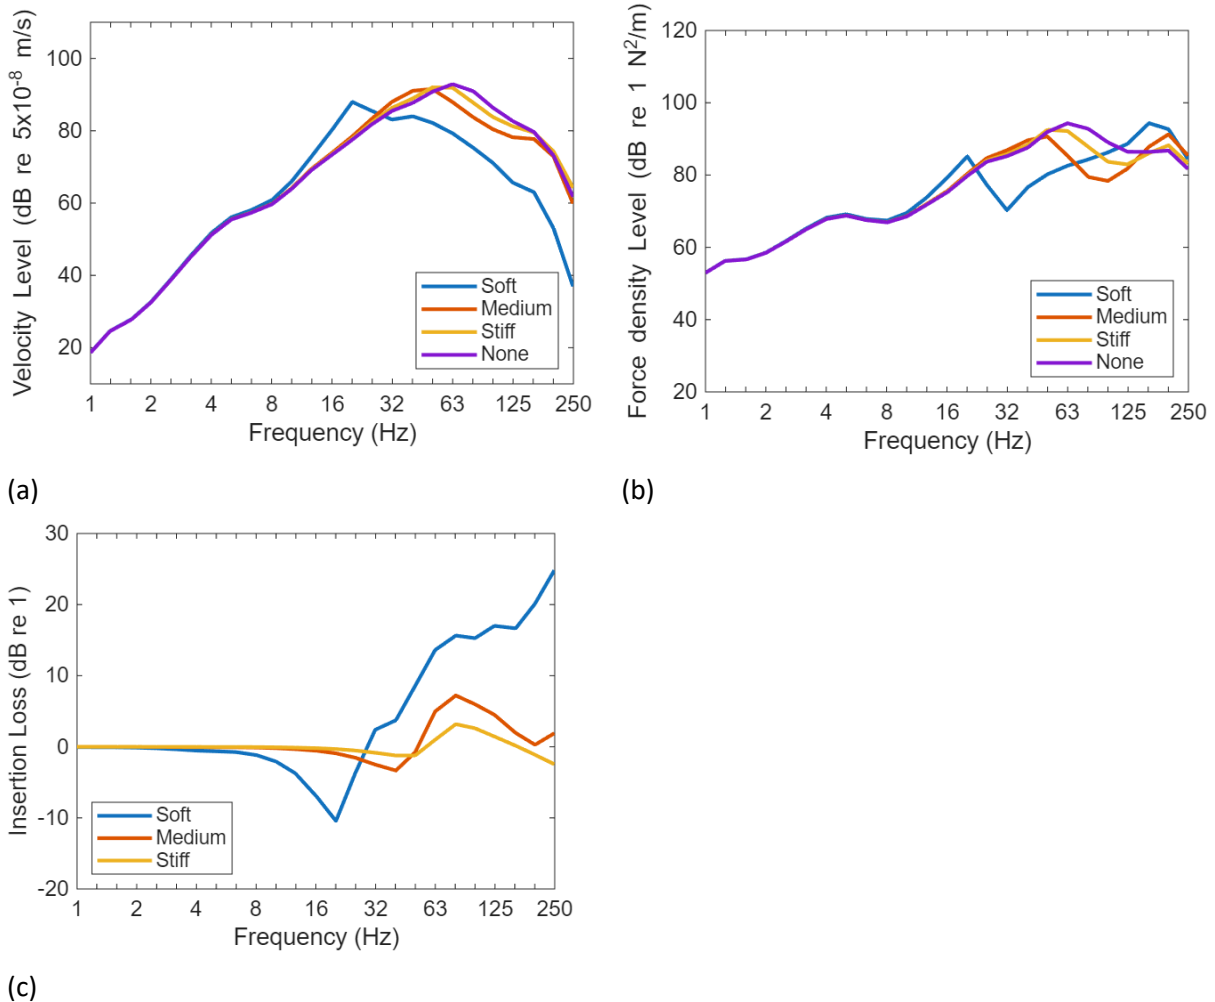 Velocity Level (dB re 5x10⁻⁸ m/s)
100
80
60
40
20
1 2 4 8 16 32 63 125 250
Frequency (Hz)
Soft
Medium
Stiff
None
(a)
Force density Level (dB re 1 N²/m)
120
100
80
60
40
20
1 2 4 8 16 32 63 125 250
Frequency (Hz)
Soft
Medium
Stiff
None
(b)
Insertion Loss (dB re 1)
30
20
10
0
-10
-20
1 2 4 8 16 32 63 125 250
Frequency (Hz)
Soft
Medium
Stiff
(c)